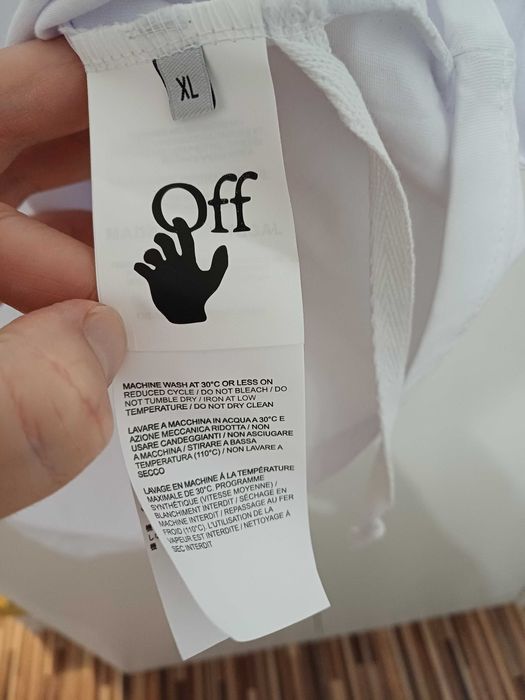 XL
Off
MACHINE WASH AT 30°C OR LESS ON
REDUCED CYCLE / DO NOT BLEACH / DO
NOT TUMBLE DRY / IRON AT LOW
TEMPERATURE / DO NOT DRY CLEAN
LAVARE A MACCHINA IN ACQUA A 30°C E
AZIONE MECCANICA RIDOTTA / NON
USARE CANDEGGIANTI / NON ASCIUGARE
A MACCHINA / STIRARE A BASSA
TEMPERATURA (110°C) / NON LAVARE A
SECCO
LAVAGE EN MACHINE À LA TEMPÉRATURE
MAXIMALE DE 30°C. PROGRAMME
SYNTHÉTIQUE (VITESSE MOYENNE) /
BLANCHIMENT INTERDIT / SÉCHAGE EN
MACHINE INTERDIT / REPASSAGE AU FER
FROID (110°C). L'UTILISATION DE LA
VAPEUR EST INTERDITE / NETTOYAGE À
SEC INTERDIT